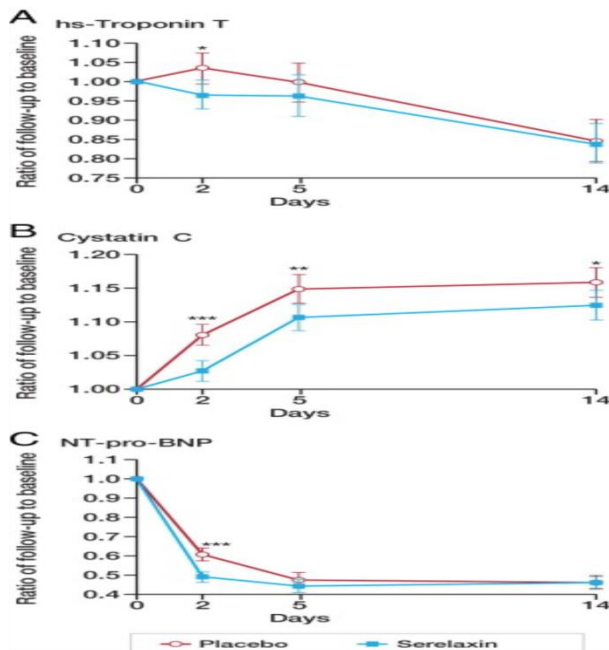 A hs-Troponin T
Ratio of follow-up to baseline
1.10
1.05
1.00
0.95
0.90
0.85
0.80
0.75
*
0 2 5 14
Days
B Cystatin C
Ratio of follow-up to baseline
1.20
1.15
1.10
1.05
1.00
***
**
*
0 2 5 14
Days
C NT-pro-BNP
Ratio of follow-up to baseline
1.1
1.0
0.9
0.8
0.7
0.6
0.5
0.4
***
0 2 5 14
Days
Placebo Serelaxin